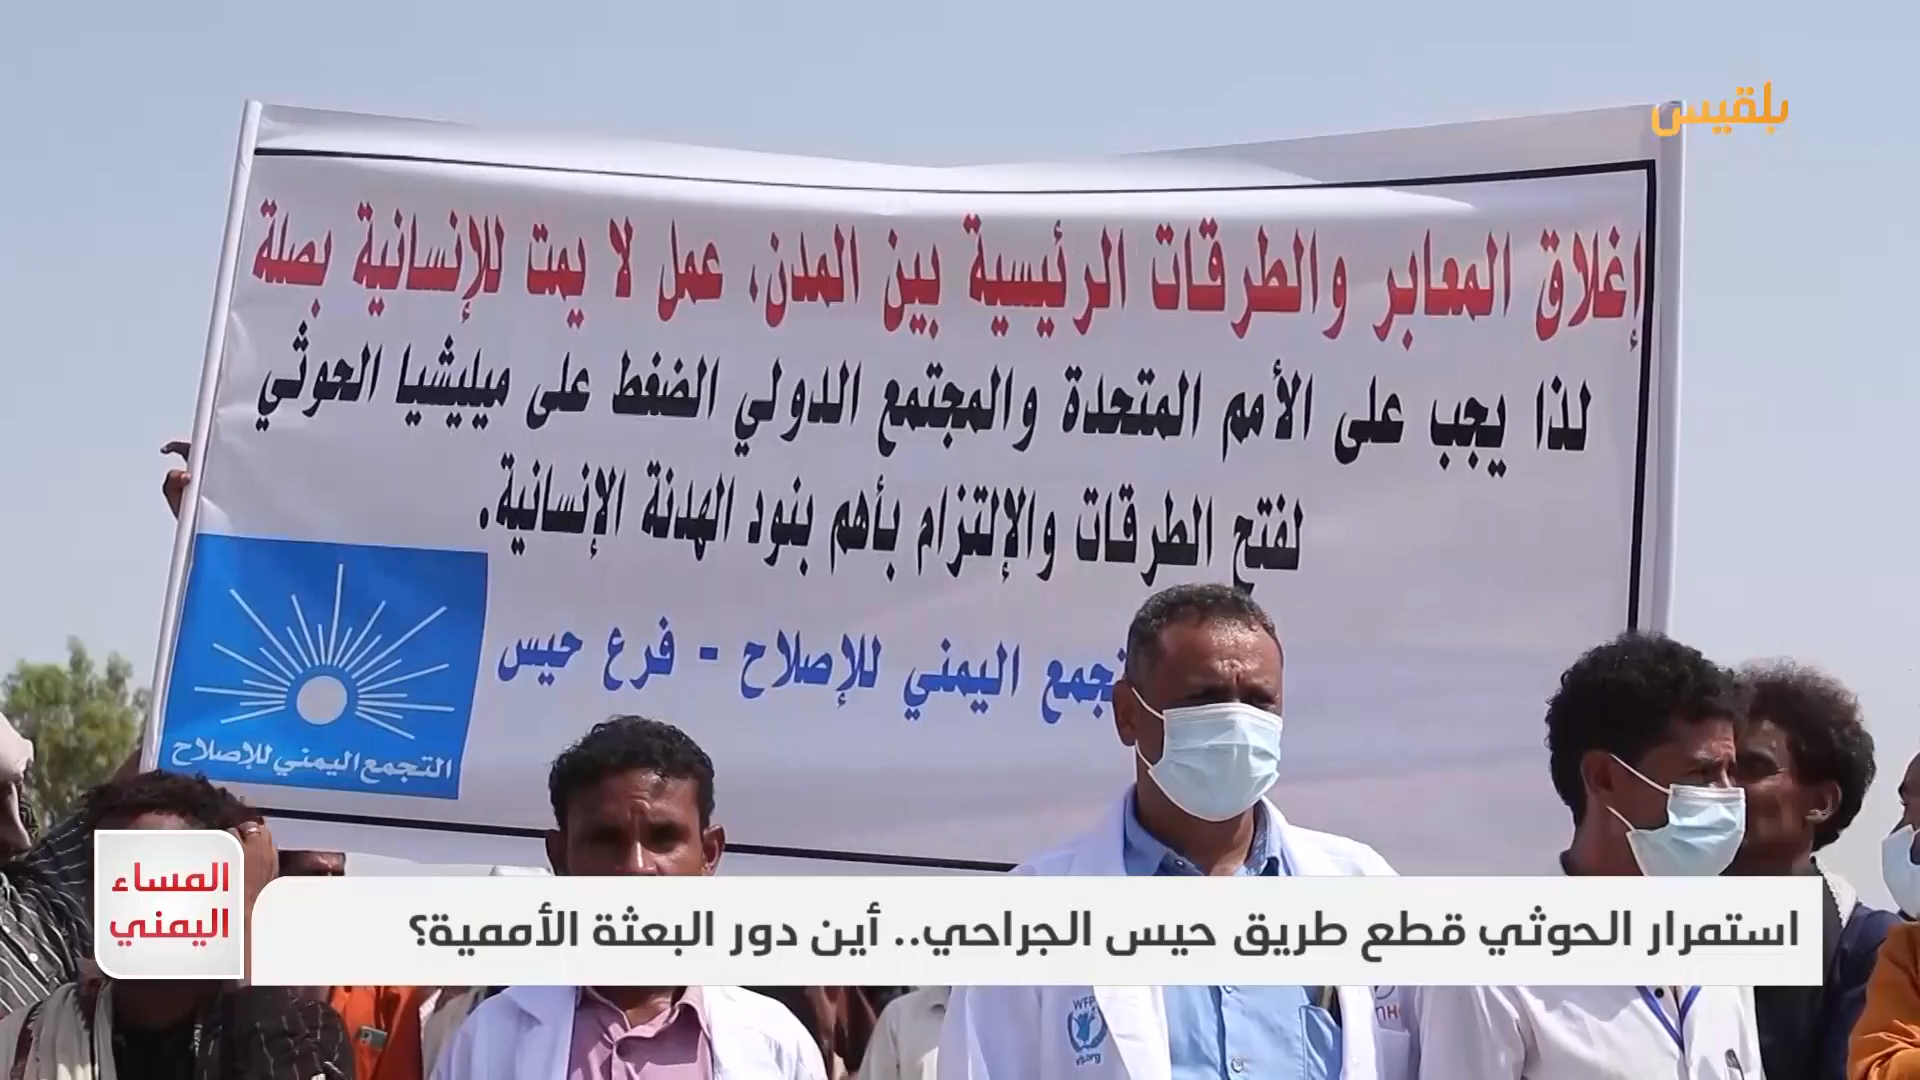 بلقيس
إغلاق المعابر والطرقات الرئيسية بين المدن، عمل لا يمت للإنسانية بصلة
لذا يجب على الأمم المتحدة والمجتمع الدولي الضغط على ميليشيا الحوثي
لفتح الطرقات والإلتزام بأهم بنود الهدنة الإنسانية.
تجمع اليمني للإصلاح - فرع حيس
التجمع اليمني للإصلاح
المساء
اليمني
استمرار الحوثي قطع طريق حيس الجراحي.. أين دور البعثة الأممية؟
WFP